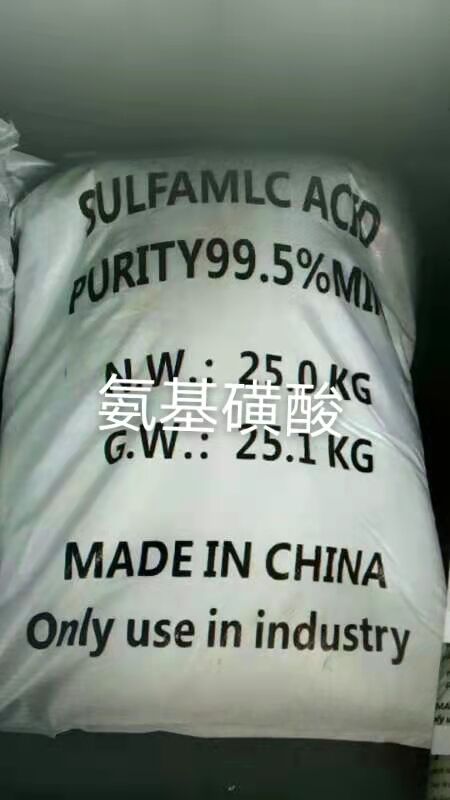 SULFAMLC ACID
PURITY99.5%MIN
N.W.: 25.0 KG
氨基磺酸
G.W.: 25.1 KG
MADE IN CHINA
Only use in industry